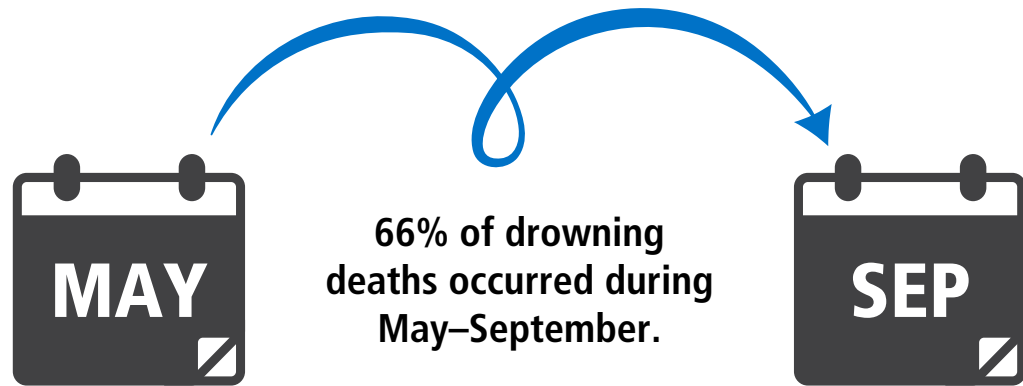 MAY
66% of drowning
deaths occurred during
May–September.
SEP